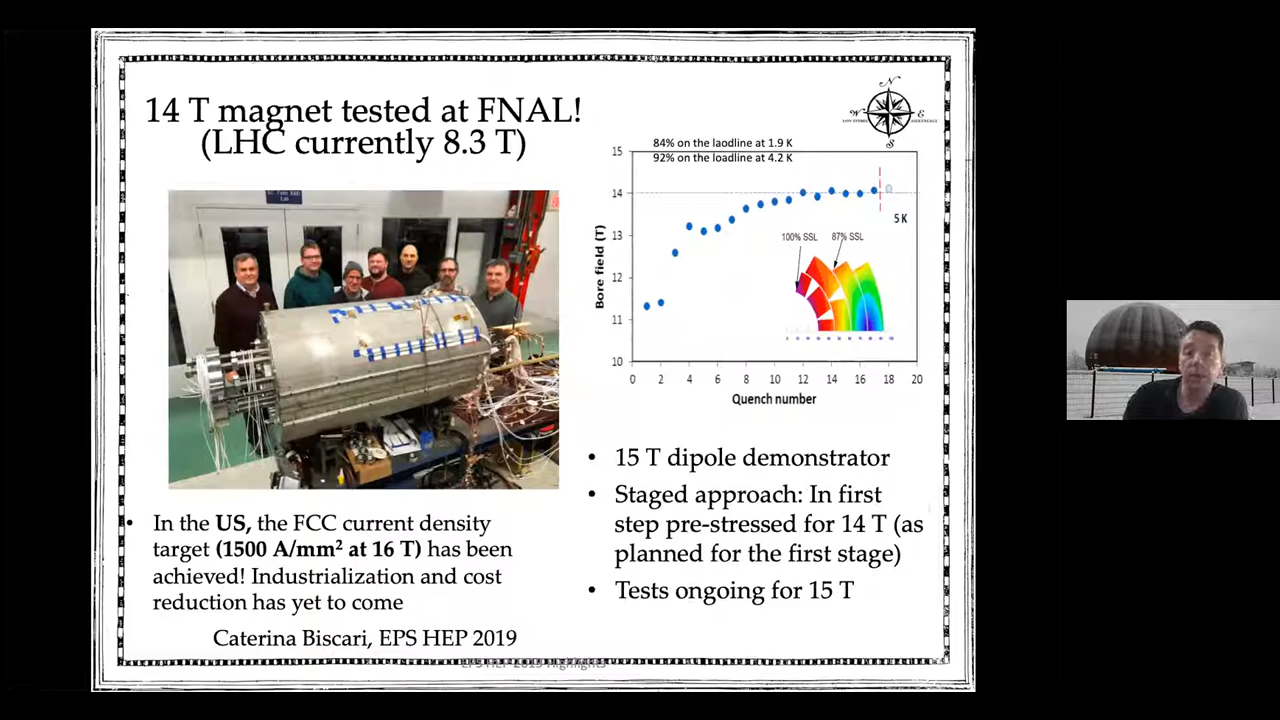 14 T magnet tested at FNAL!
(LHC currently 8.3 T)
N
W
E
S
84% on the laodline at 1.9 K
92% on the loadline at 4.2 K
15
14
13
12
11
10
Bore field (T)
5 K
100% SSL
87% SSL
0 2 4 6 8 10 12 14 16 18 20
Quench number
• 15 T dipole demonstrator
• Staged approach: In first
step pre-stressed for 14 T (as
planned for the first stage)
• Tests ongoing for 15 T
• In the US, the FCC current density
target (1500 A/mm² at 16 T) has been
achieved! Industrialization and cost
reduction has yet to come
Caterina Biscari, EPS HEP 2019
EPS HEP 2019 Highlights